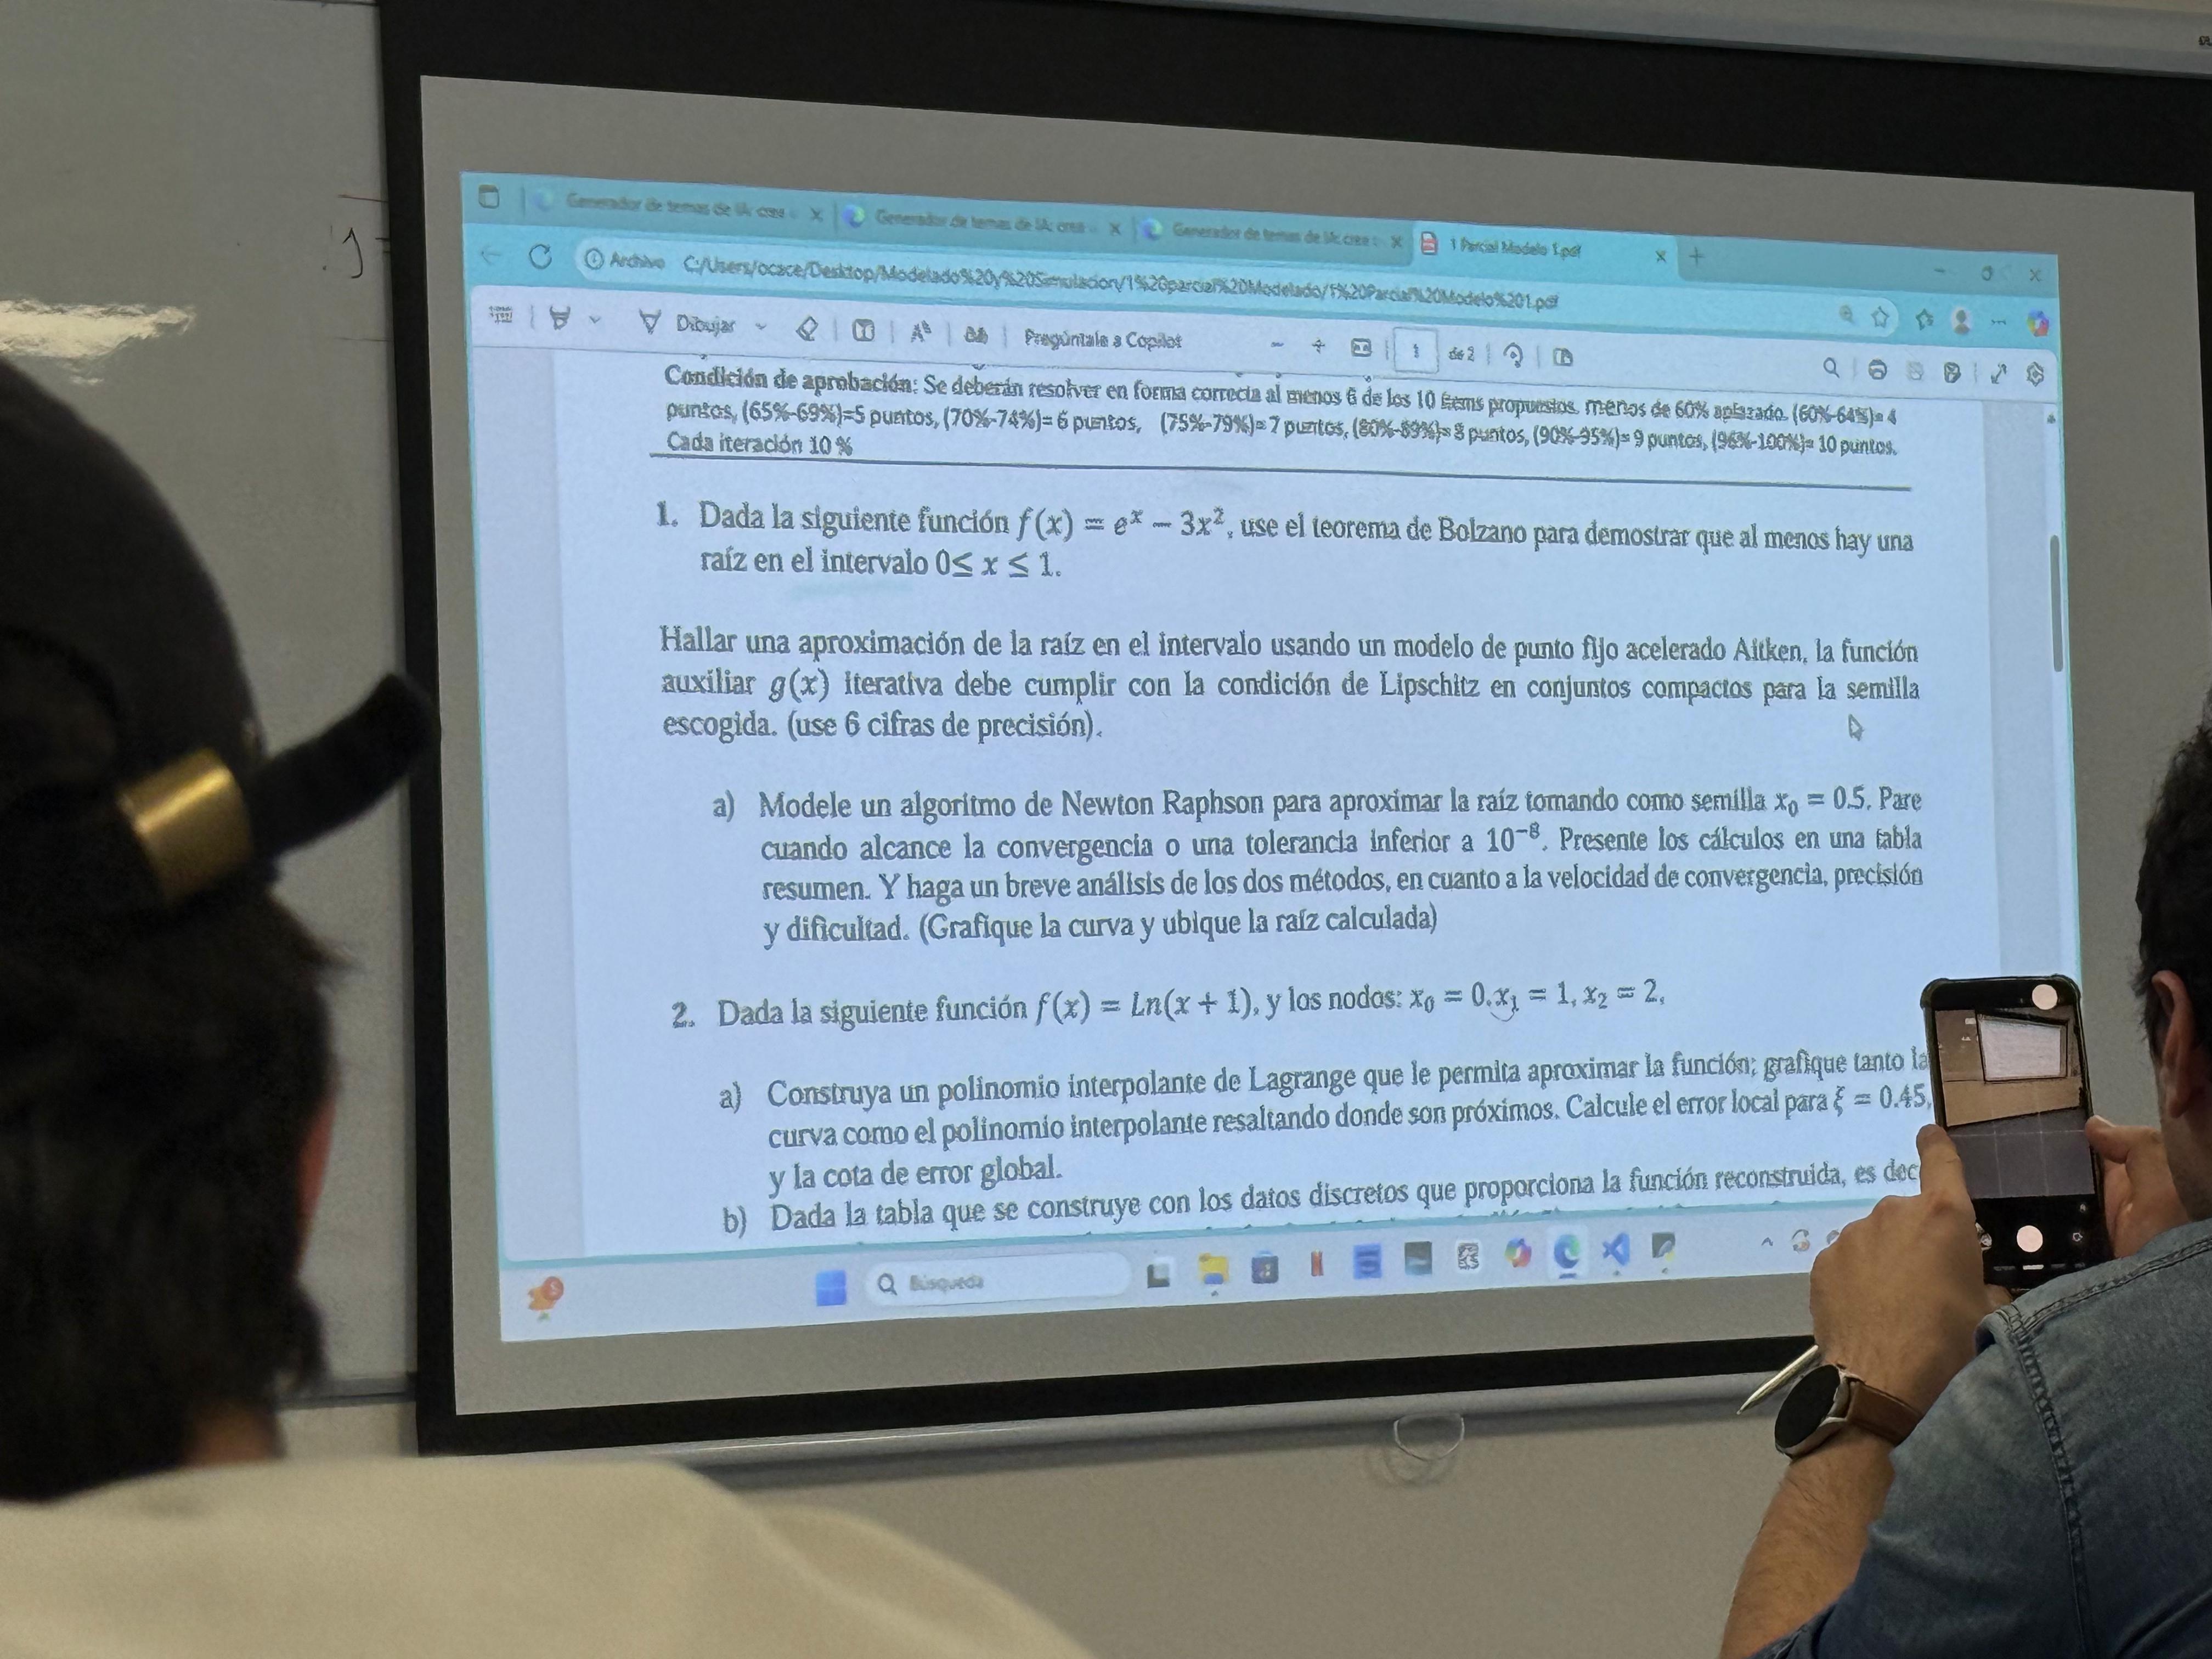 Generador de temas de IA: crea
Generador de temas de IA: crea
Generador de temas de IA: crea
1 Parcial Modelo 1.pdf
Archivo C:/Users/ocace/Desktop/Modelado%20y%20Simulacion/1%20parcial%20Modelado/1%20Parcial%20Modelo%201.pdf
Dibujar
Pregúntale a Copilot
1 de 2
Condición de aprobación: Se deberán resolver en forma correcta al menos 6 de los 10 ítems propuestos. menos de 60% aplazado. (60%-64%)= 4
puntos, (65%-69%)=5 puntos, (70%-74%)= 6 puntos, (75%-79%)= 7 puntos, (80%-89%)= 8 puntos, (90%-95%)= 9 puntos, (96%-100%)= 10 puntos.
Cada iteración 10 %
1. Dada la siguiente función f(x) = eˣ − 3x², use el teorema de Bolzano para demostrar que al menos hay una
raíz en el intervalo 0≤ x ≤ 1.
Hallar una aproximación de la raíz en el intervalo usando un modelo de punto fijo acelerado Aitken, la función
auxiliar g(x) iterativa debe cumplir con la condición de Lipschitz en conjuntos compactos para la semilla
escogida. (use 6 cifras de precisión).
a) Modele un algoritmo de Newton Raphson para aproximar la raíz tomando como semilla x₀ = 0.5. Pare
cuando alcance la convergencia o una tolerancia inferior a 10⁻⁸. Presente los cálculos en una tabla
resumen. Y haga un breve análisis de los dos métodos, en cuanto a la velocidad de convergencia, precisión
y dificultad. (Grafique la curva y ubique la raíz calculada)
2. Dada la siguiente función f(x) = Ln(x + 1), y los nodos: x₀ = 0, x₁ = 1, x₂ = 2,
a) Construya un polinomio interpolante de Lagrange que le permita aproximar la función; grafique tanto la
curva como el polinomio interpolante resaltando donde son próximos. Calcule el error local para ξ = 0.45,
y la cota de error global.
b) Dada la tabla que se construye con los datos discretos que proporciona la función reconstruida, es dec
Búsqueda